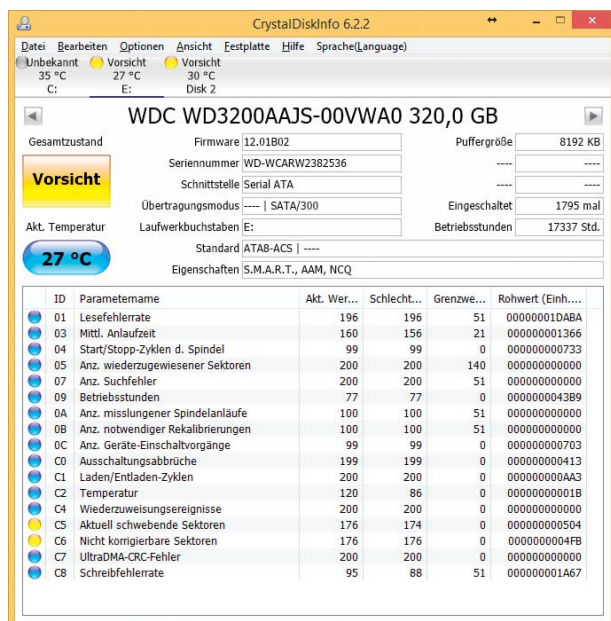 CrystalDiskInfo 6.2.2
Datei Bearbeiten Optionen Ansicht Festplatte Hilfe Sprache(Language)
Unbekannt Vorsicht Vorsicht
35 °C 27 °C 30 °C
C: E: Disk 2
WDC WD3200AAJS-00VWA0 320,0 GB
Gesamtzustand Firmware 12.01B02 Puffergröße 8192 KB
Vorsicht Seriennummer WD-WCARW2382536 ---- ----
Schnittstelle Serial ATA ---- ----
Übertragungsmodus ---- | SATA/300 Eingeschaltet 1795 mal
Akt. Temperatur Laufwerkbuchstaben E: Betriebsstunden 17337 Std.
27 °C Standard ATA8-ACS | ----
Eigenschaften S.M.A.R.T., AAM, NCQ
ID Parametername Akt. Wer... Schlecht... Grenzwe... Rohwert (Einh....
01 Lesefehlerrate 196 196 51 00000001DABA
03 Mittl. Anlaufzeit 160 156 21 000000001366
04 Start/Stopp-Zyklen d. Spindel 99 99 0 000000000733
05 Anz. wiederzugewiesener Sektoren 200 200 140 000000000000
07 Anz. Suchfehler 200 200 51 000000000000
09 Betriebsstunden 77 77 0 0000000043B9
0A Anz. misslungener Spindelanläufe 100 100 51 000000000000
0B Anz. notwendiger Rekalibrierungen 100 100 51 000000000000
0C Anz. Geräte-Einschaltvorgänge 99 99 0 000000000703
C0 Ausschaltungsabbrüche 199 199 0 000000000413
C1 Laden/Entladen-Zyklen 200 200 0 000000000AA3
C2 Temperatur 120 86 0 00000000001B
C4 Wiederzuweisungsereignisse 200 200 0 000000000000
C5 Aktuell schwebende Sektoren 176 174 0 000000000504
C6 Nicht korrigierbare Sektoren 176 176 0 0000000004FB
C7 UltraDMA-CRC-Fehler 200 200 0 000000000000
C8 Schreibfehlerrate 95 88 51 000000001A67